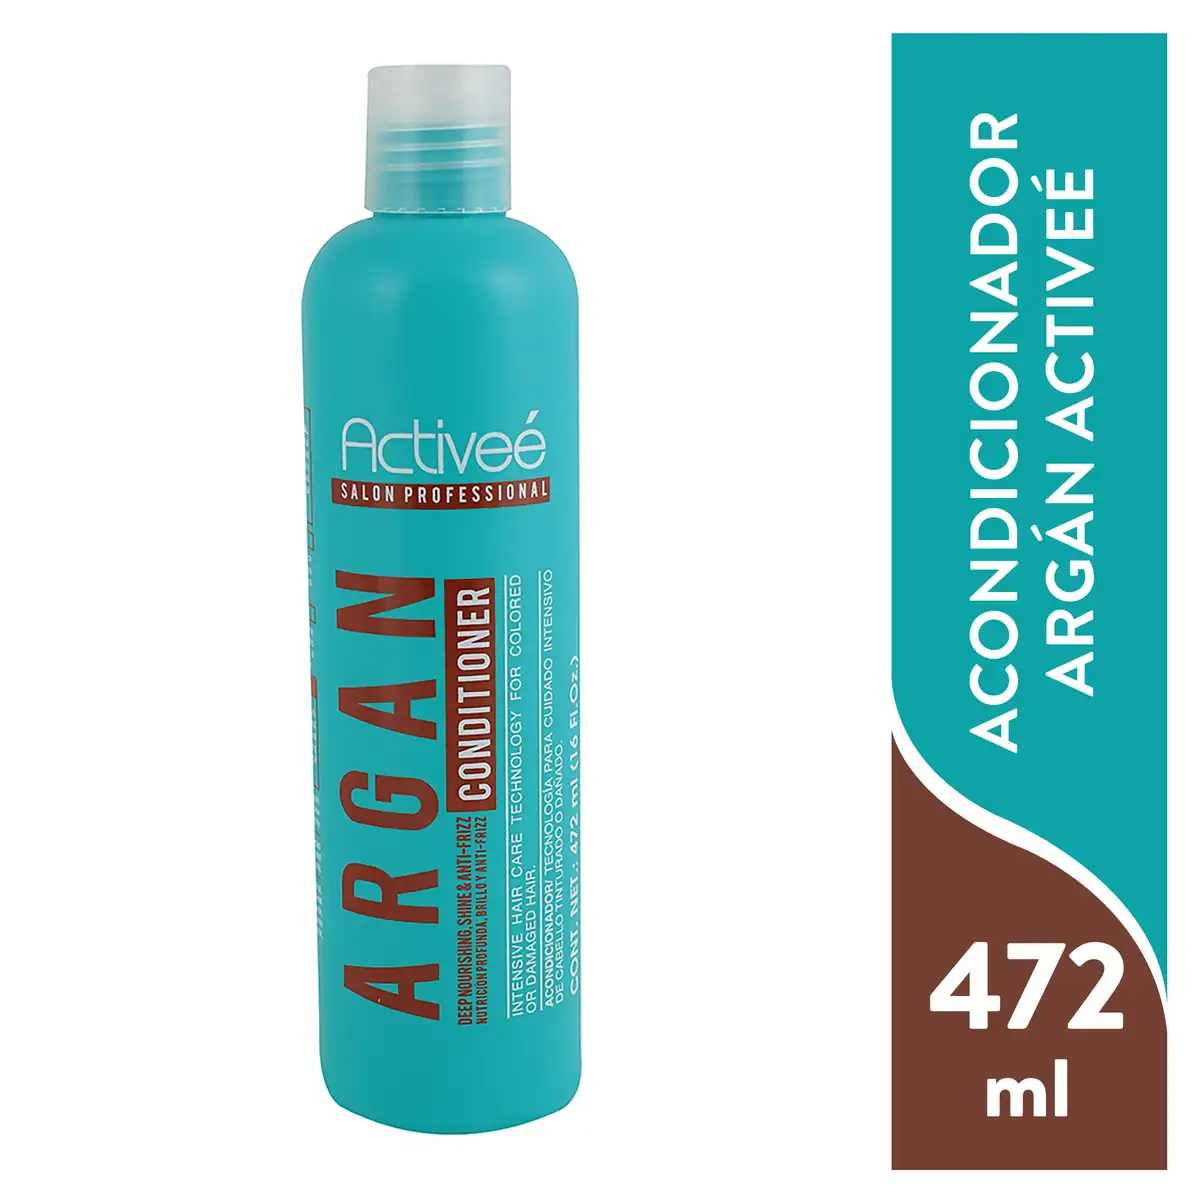 Activeé
SALON PROFESSIONAL
ARGAN
CONDITIONER
DEEP NOURISHING, SHINE & ANTI-FRIZZ
NUTRICIÓN PROFUNDA, BRILLO Y ANTI-FRIZZ
INTENSIVE HAIR CARE TECHNOLOGY FOR COLORED
OR DAMAGED HAIR.
ACONDICIONADOR/ TECNOLOGÍA PARA CUIDADO INTENSIVO
DE CABELLO TINTURADO O DAÑADO.
CONT. NET.: 472 ml (16 Fl.Oz.)
ACONDICIONADOR
ARGÁN ACTIVEÉ
472
ml